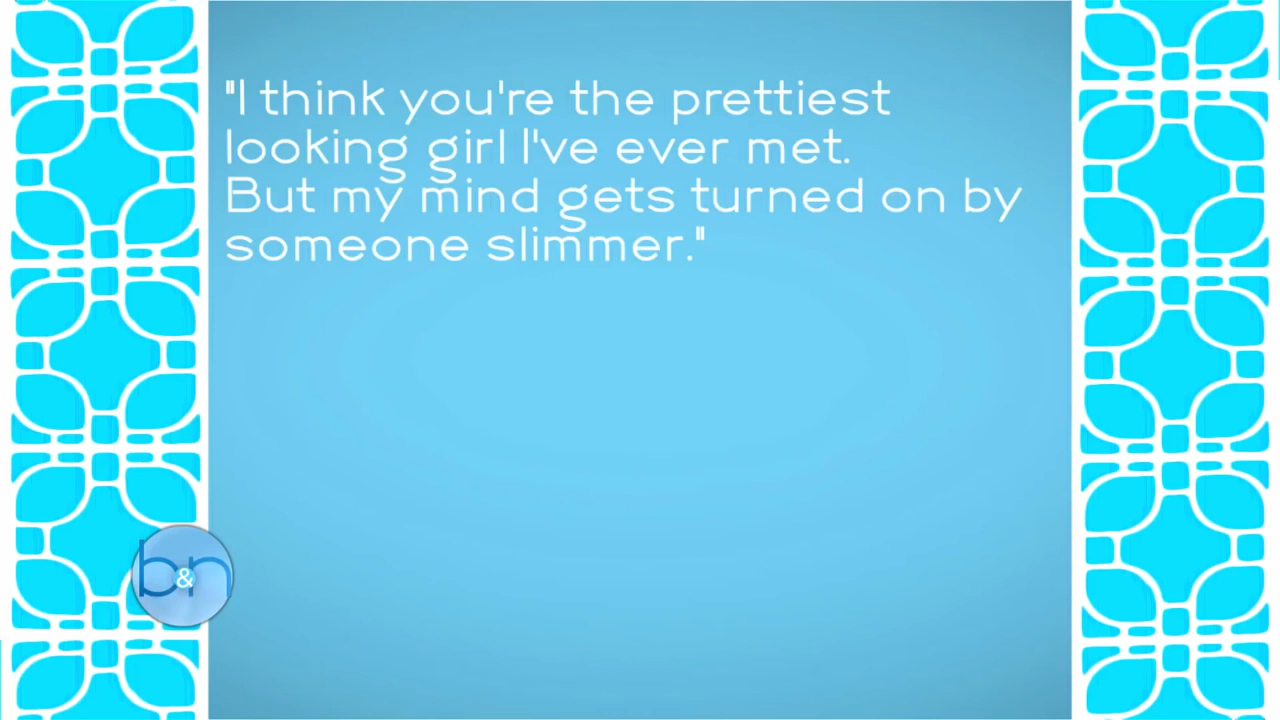 "I think you're the prettiest
looking girl I've ever met.
But my mind gets turned on by
someone slimmer."
b&n